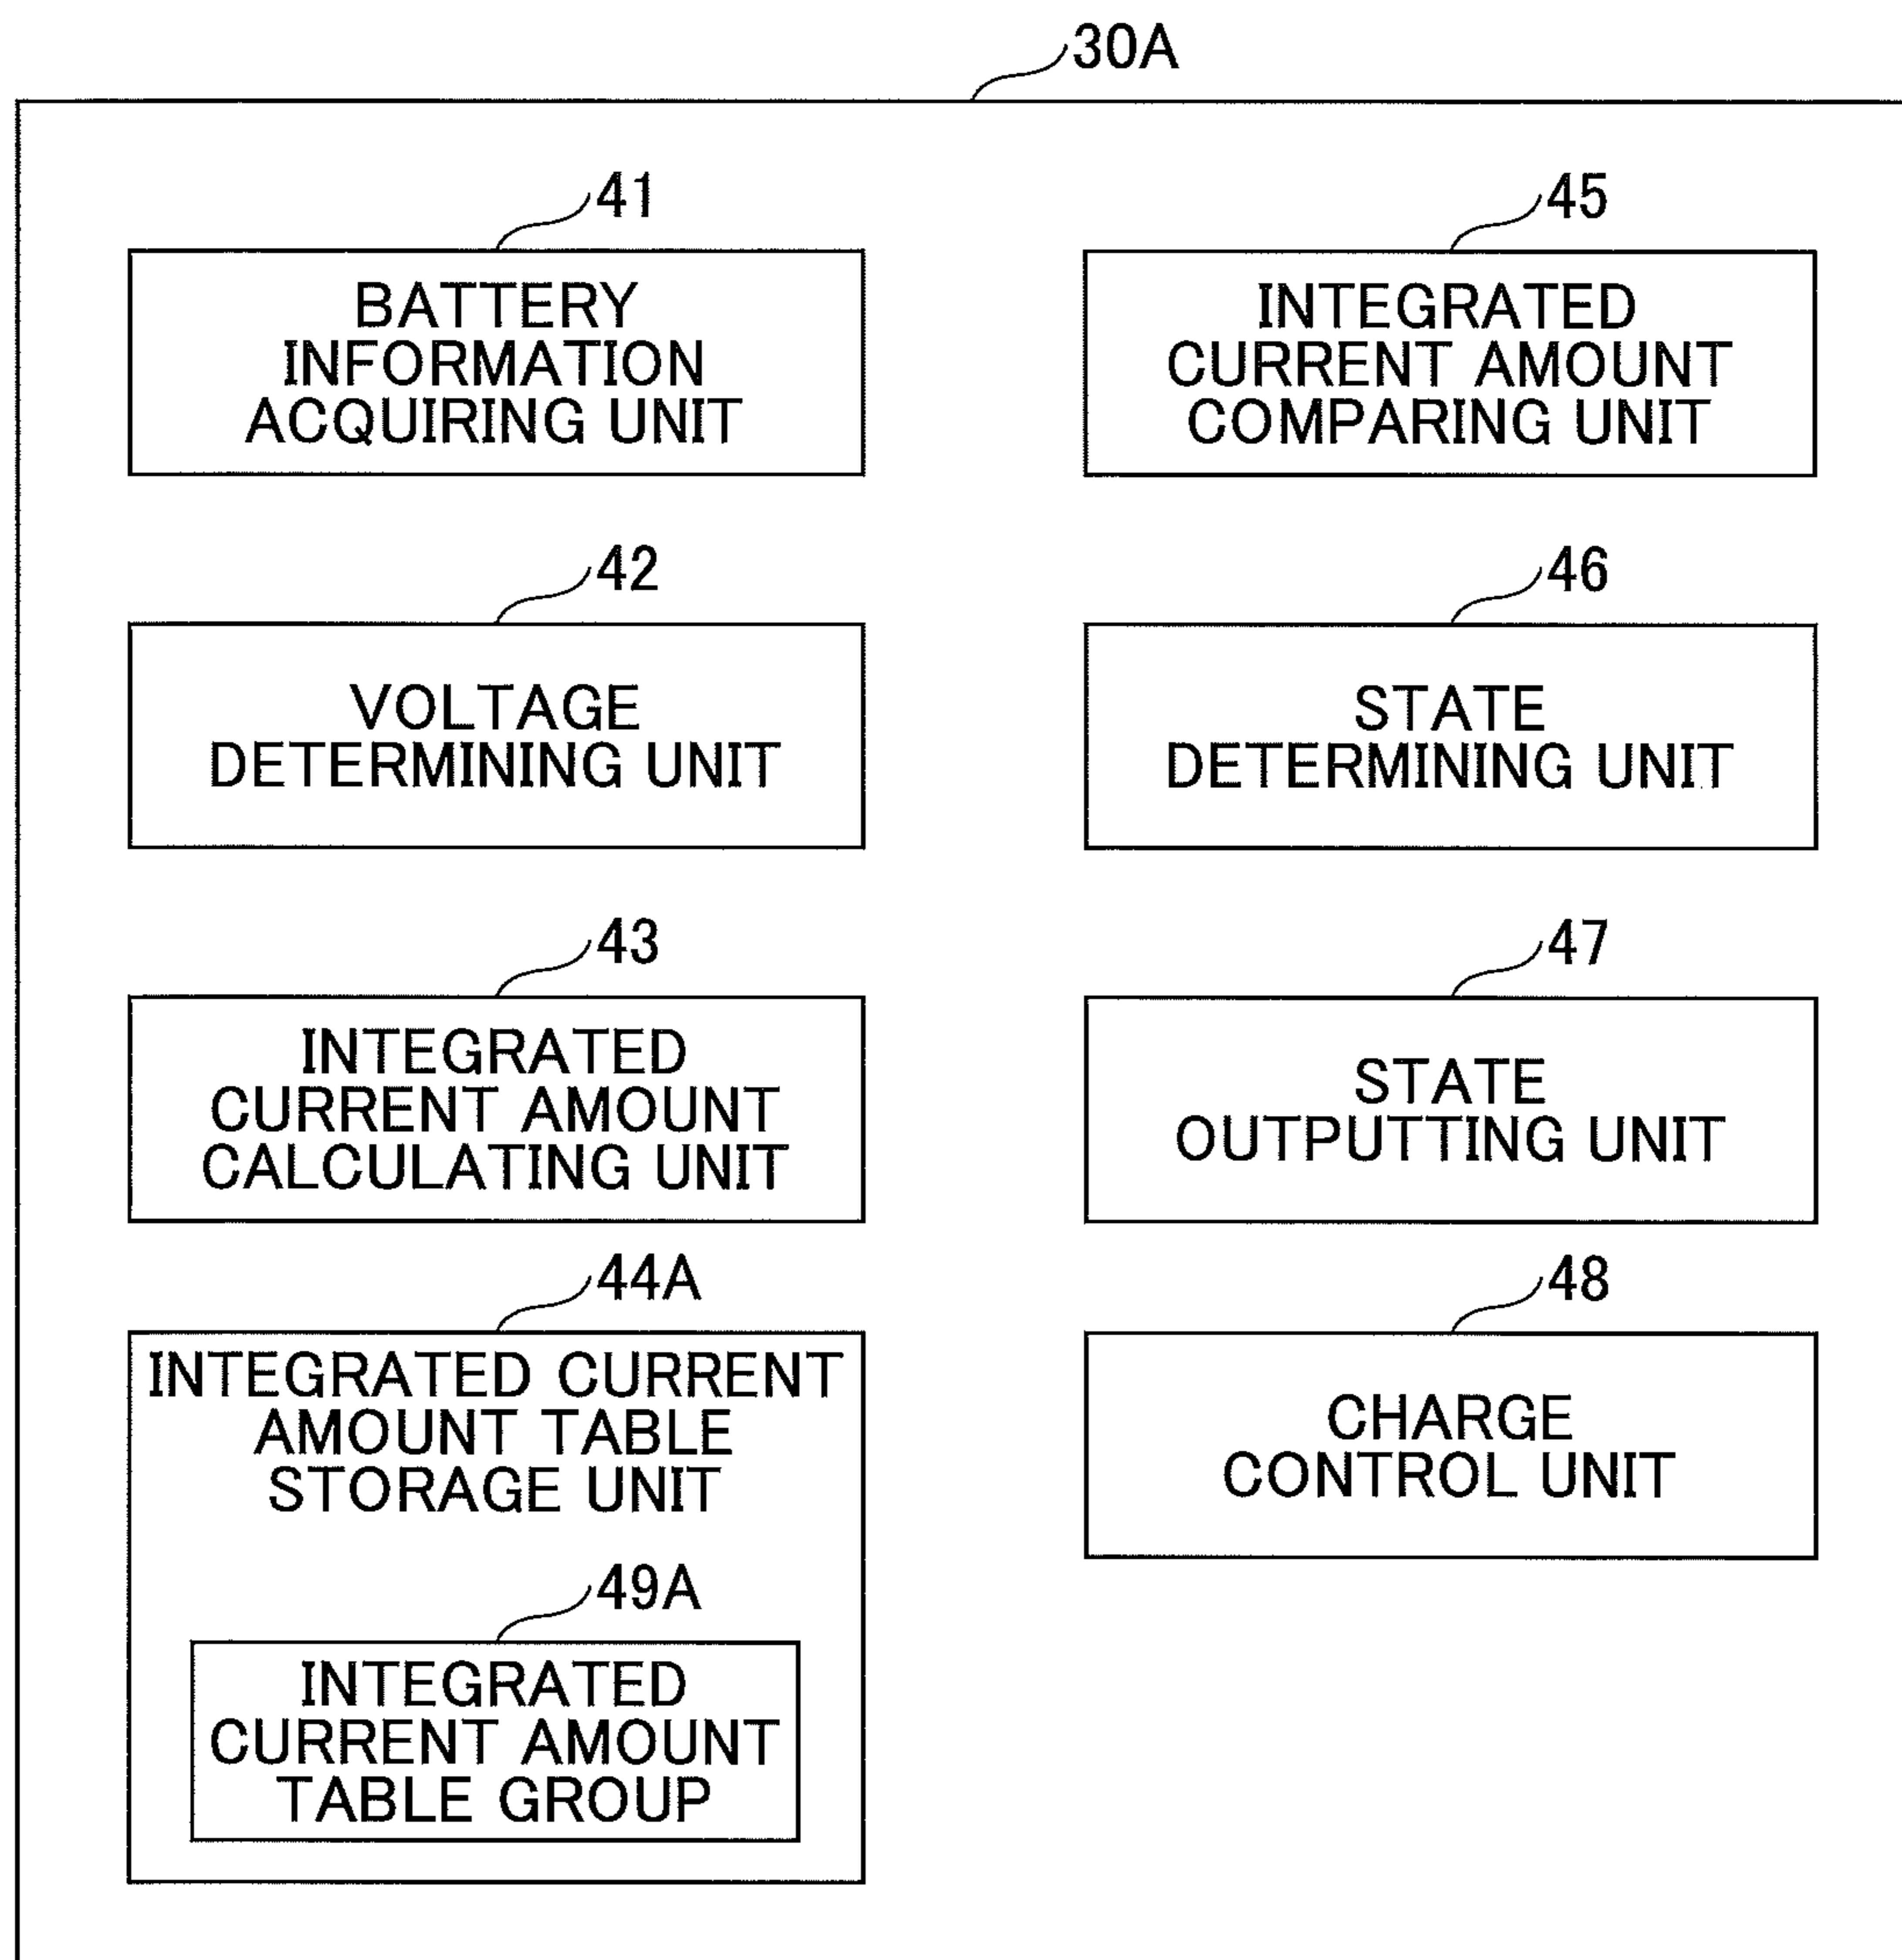 30A
41
BATTERY
INFORMATION
ACQUIRING UNIT
42
VOLTAGE
DETERMINING UNIT
43
INTEGRATED
CURRENT AMOUNT
CALCULATING UNIT
44A
INTEGRATED CURRENT
AMOUNT TABLE
STORAGE UNIT
49A
INTEGRATED
CURRENT AMOUNT
TABLE GROUP
45
INTEGRATED
CURRENT AMOUNT
COMPARING UNIT
46
STATE
DETERMINING UNIT
47
STATE
OUTPUTTING UNIT
48
CHARGE
CONTROL UNIT